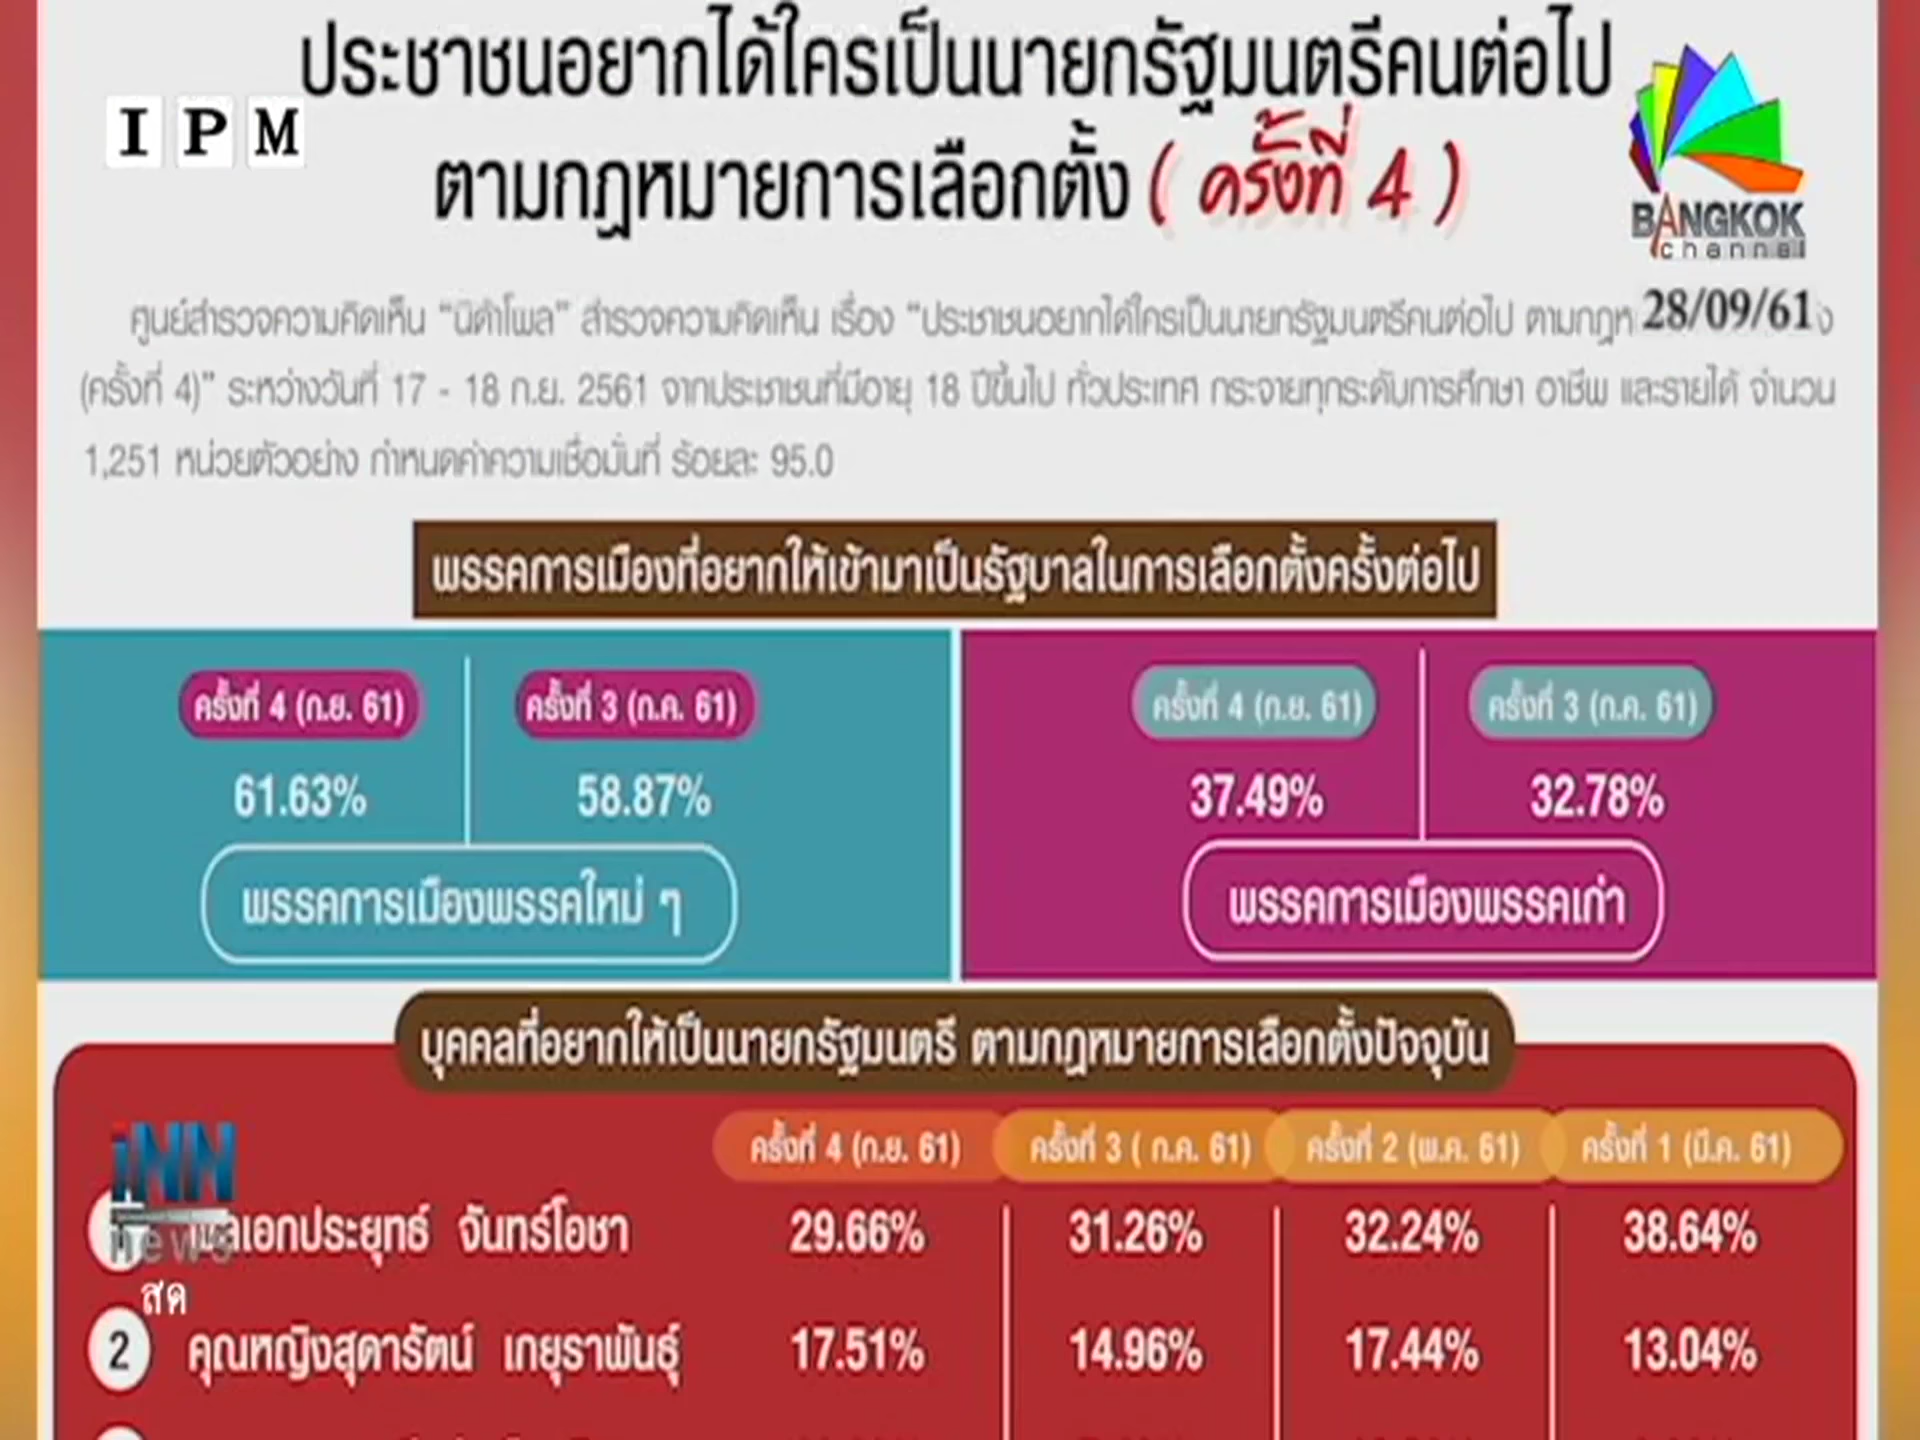 ประชาชนอยากได้ใครเป็นนายกรัฐมนตรีคนต่อไป
I P M
ตามกฎหมายการเลือกตั้ง ( ครั้งที่ 4 )
BANGKOK
channel
ศูนย์สำรวจความคิดเห็น “นิด้าโพล” สำรวจความคิดเห็น เรื่อง “ประชาชนอยากได้ใครเป็นนายกรัฐมนตรีคนต่อไป
28/09/61
(ครั้งที่ 4)” ระหว่างวันที่ 17 - 18 ก.ย. 2561 จากประชาชนที่มีอายุ 18 ปีขึ้นไป ทั่วประเทศ กระจายทุกระดับการศึกษา อาชีพ และรายได้ จำนวน
1,251 หน่วยตัวอย่าง กำหนดค่าความเชื่อมั่นที่ ร้อยละ 95.0
พรรคการเมืองที่อยากให้เข้ามาเป็นรัฐบาลในการเลือกตั้งครั้งต่อไป
ครั้งที่ 4 (ก.ย. 61) ครั้งที่ 3 (ก.ค. 61) ครั้งที่ 4 (ก.ย. 61) ครั้งที่ 3 (ก.ค. 61)
61.63% 58.87% 37.49% 32.78%
พรรคการเมืองพรรคใหม่ ๆ พรรคการเมืองพรรคเก่า
บุคคลที่อยากให้เป็นนายกรัฐมนตรี ตามกฎหมายการเลือกตั้งปัจจุบัน
ครั้งที่ 4 (ก.ย. 61) ครั้งที่ 3 ( ก.ค. 61) ครั้งที่ 2 (พ.ค. 61) ครั้งที่ 1 (มี.ค. 61)
iNN
news
พลเอกประยุทธ์ จันทร์โอชา 29.66% 31.26% 32.24% 38.64%
สด
2 คุณหญิงสุดารัตน์ เกยุราพันธุ์ 17.51% 14.96% 17.44% 13.04%